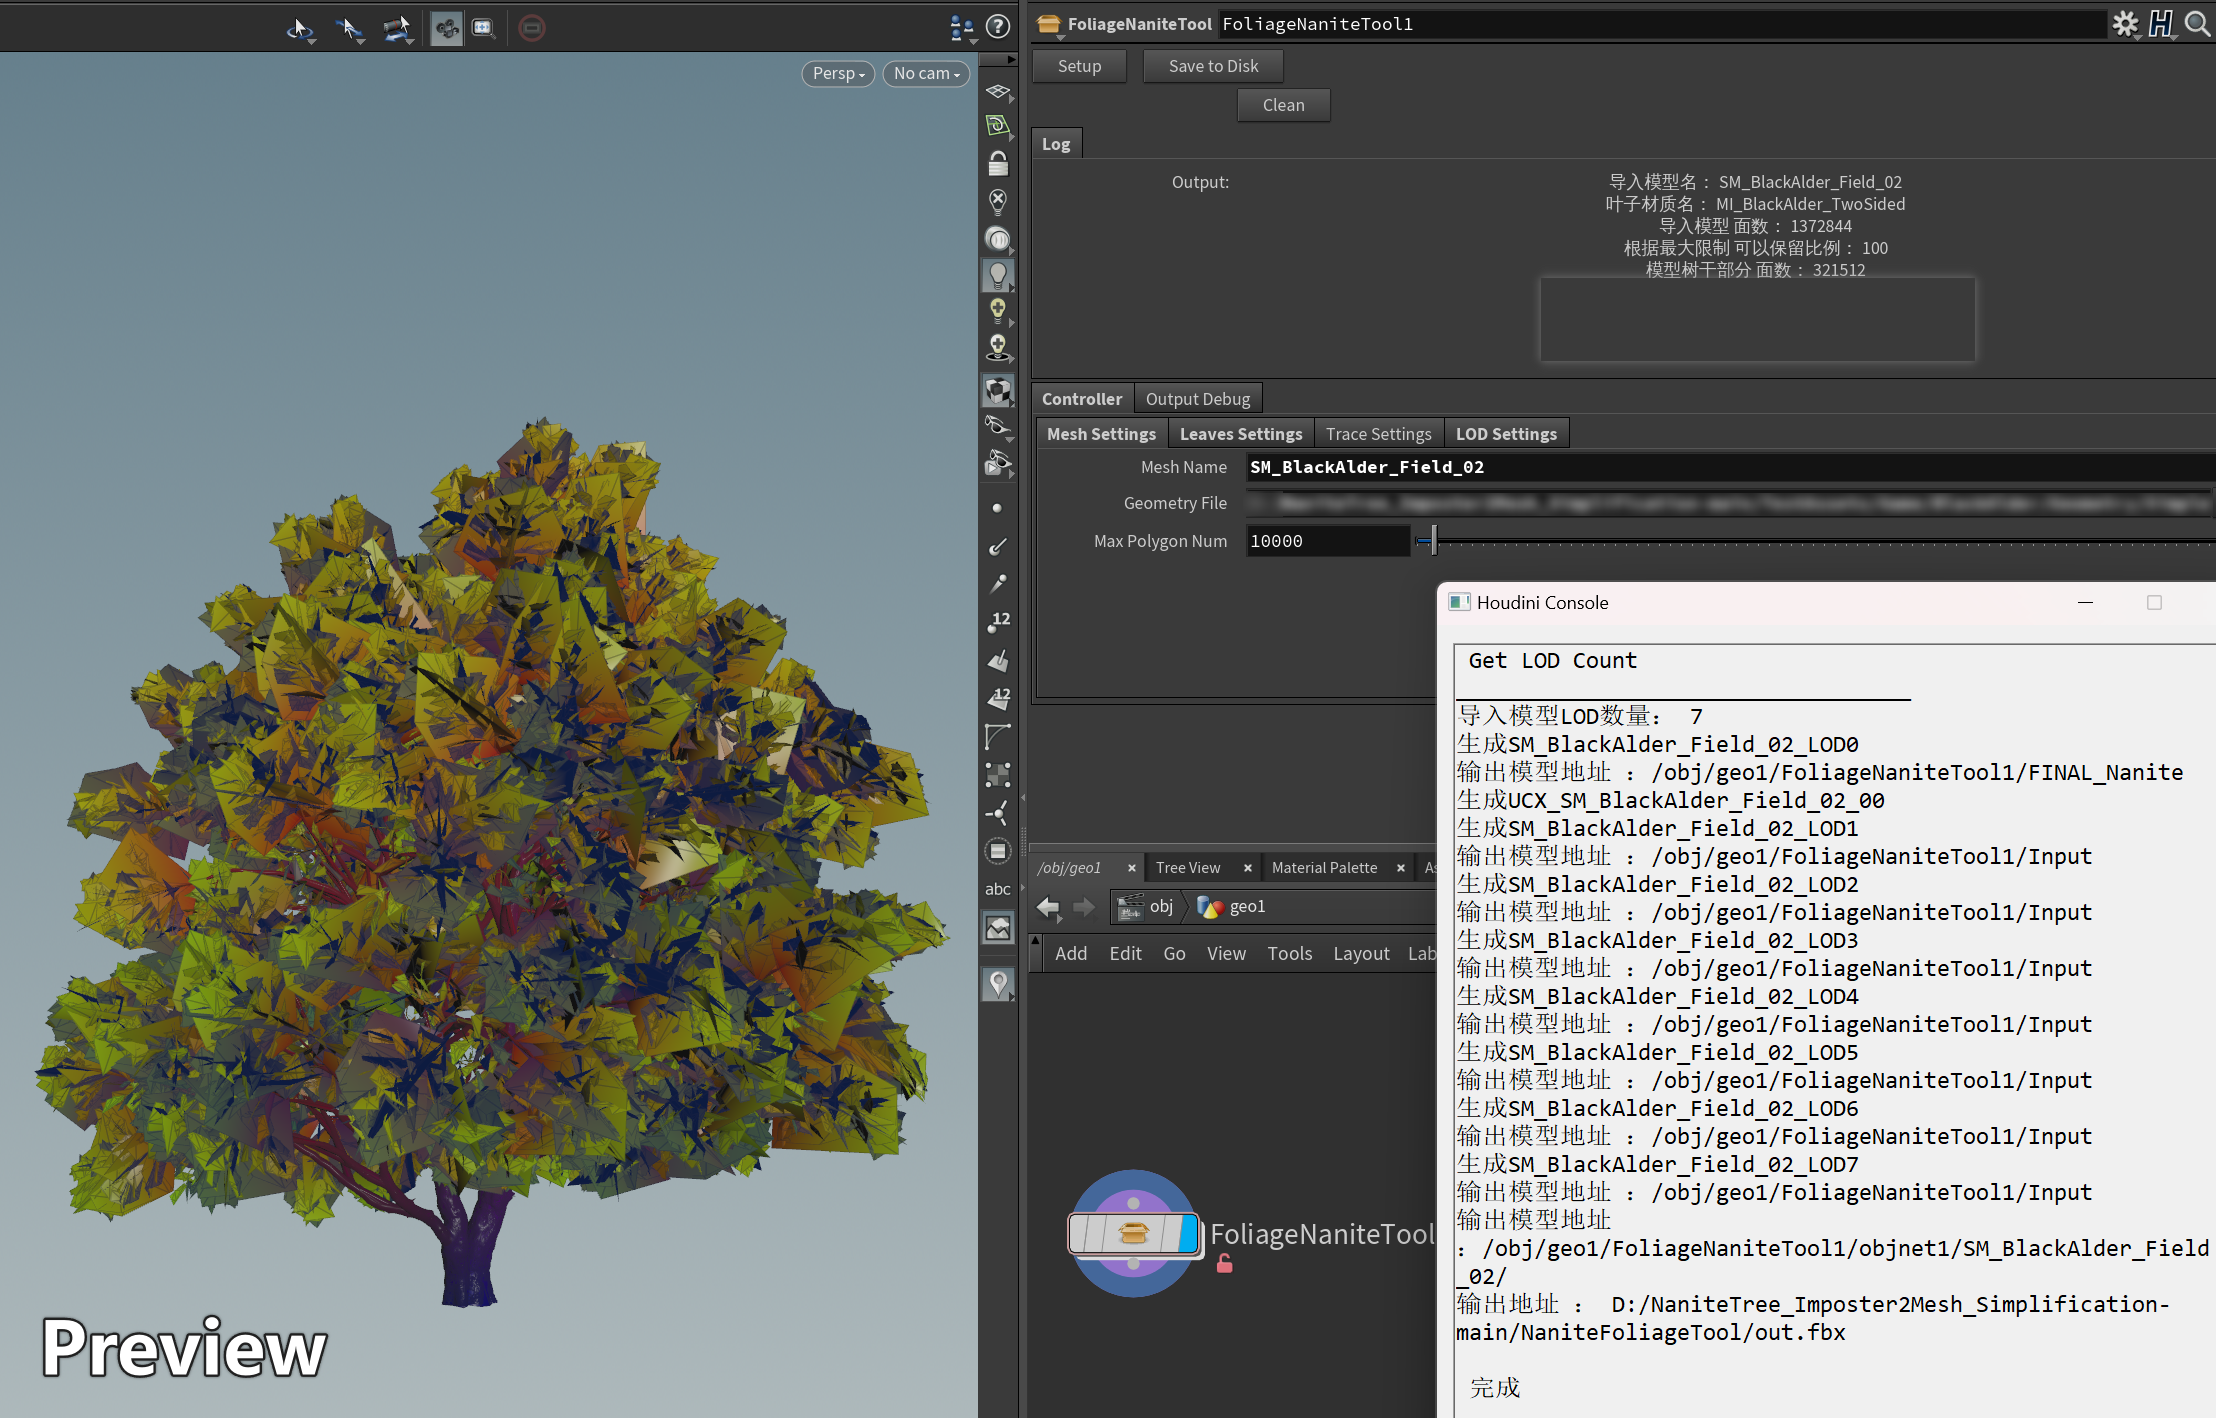 FoliageNaniteTool FoliageNaniteTool1
Persp No cam
Setup Save to Disk
Clean
Log
Output:
导入模型名： SM_BlackAlder_Field_02
叶子材质名： MI_BlackAlder_TwoSided
导入模型 面数： 1372844
根据最大限制 可以保留比例： 100
模型树干部分 面数： 321512
Controller Output Debug
Mesh Settings Leaves Settings Trace Settings LOD Settings
Mesh Name SM_BlackAlder_Field_02
Geometry File
Max Polygon Num 10000
12
12
abc
/obj/geo1 Tree View Material Palette As
obj geo1
Add Edit Go View Tools Layout Lab
FoliageNaniteTool
Houdini Console
Get LOD Count
导入模型LOD数量： 7
生成SM_BlackAlder_Field_02_LOD0
输出模型地址 ：/obj/geo1/FoliageNaniteTool1/FINAL_Nanite
生成UCX_SM_BlackAlder_Field_02_00
生成SM_BlackAlder_Field_02_LOD1
输出模型地址 ：/obj/geo1/FoliageNaniteTool1/Input
生成SM_BlackAlder_Field_02_LOD2
输出模型地址 ：/obj/geo1/FoliageNaniteTool1/Input
生成SM_BlackAlder_Field_02_LOD3
输出模型地址 ：/obj/geo1/FoliageNaniteTool1/Input
生成SM_BlackAlder_Field_02_LOD4
输出模型地址 ：/obj/geo1/FoliageNaniteTool1/Input
生成SM_BlackAlder_Field_02_LOD5
输出模型地址 ：/obj/geo1/FoliageNaniteTool1/Input
生成SM_BlackAlder_Field_02_LOD6
输出模型地址 ：/obj/geo1/FoliageNaniteTool1/Input
生成SM_BlackAlder_Field_02_LOD7
输出模型地址 ：/obj/geo1/FoliageNaniteTool1/Input
输出模型地址
：/obj/geo1/FoliageNaniteTool1/objnet1/SM_BlackAlder_Field
_02/
输出地址 ： D:/NaniteTree_Imposter2Mesh_Simplification-
main/NaniteFoliageTool/out.fbx
完成
Preview